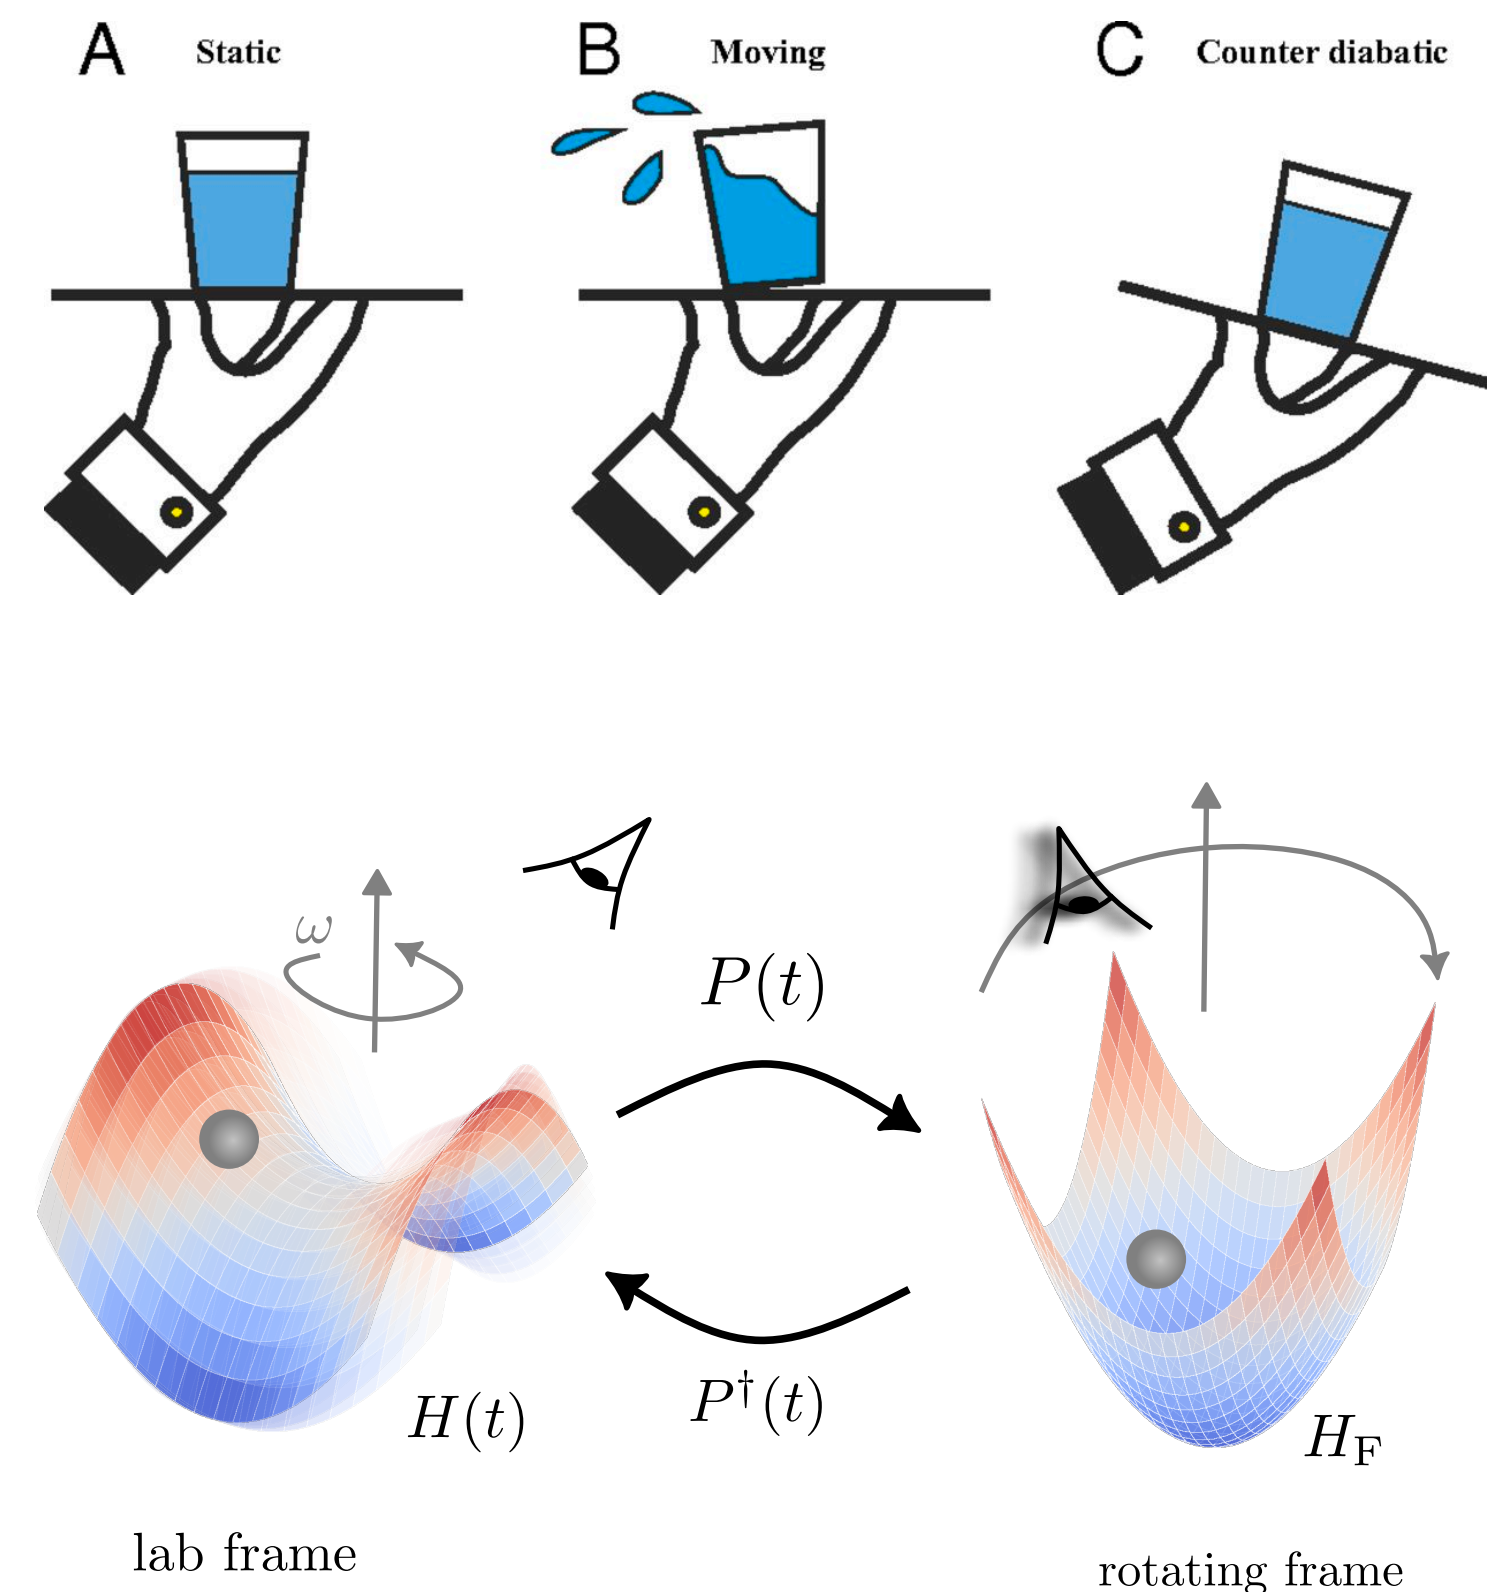 A Static
B Moving
C Counter diabatic
ω
P(t)
P†(t)
H(t)
H_F
lab frame
rotating frame